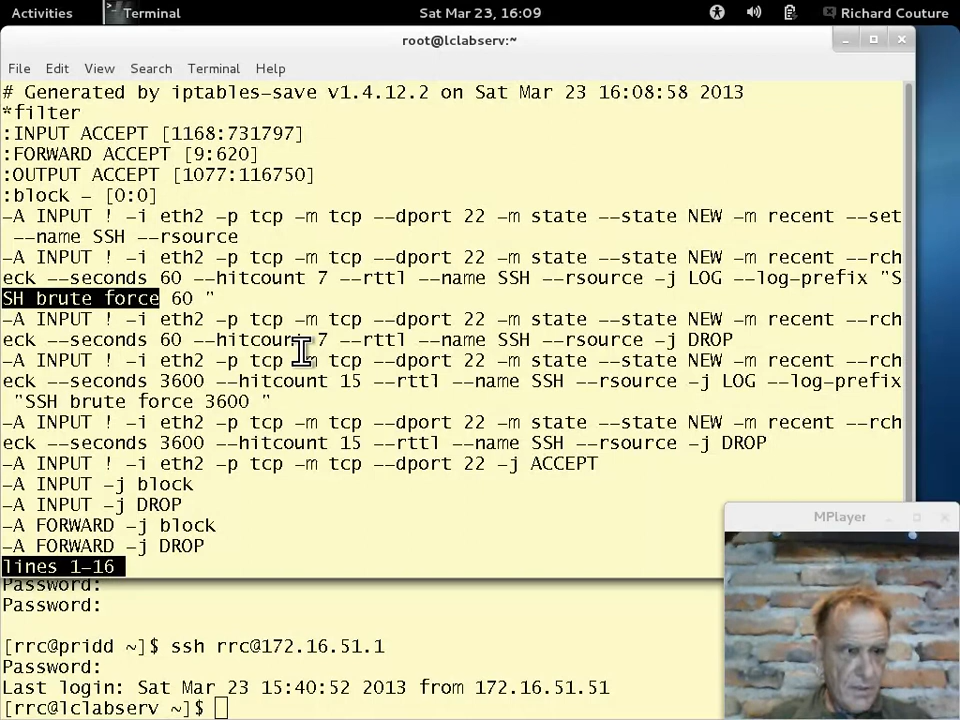 Activities
Terminal
Sat Mar 23, 16:09
Richard Couture
root@lclabserv:~
File Edit View Search Terminal Help
# Generated by iptables-save v1.4.12.2 on Sat Mar 23 16:08:58 2013
*filter
:INPUT ACCEPT [1168:731797]
:FORWARD ACCEPT [9:620]
:OUTPUT ACCEPT [1077:116750]
:block - [0:0]
-A INPUT ! -i eth2 -p tcp -m tcp --dport 22 -m state --state NEW -m recent --set
--name SSH --rsource
-A INPUT ! -i eth2 -p tcp -m tcp --dport 22 -m state --state NEW -m recent --rch
eck --seconds 60 --hitcount 7 --rttl --name SSH --rsource -j LOG --log-prefix "S
SH brute force 60 "
-A INPUT ! -i eth2 -p tcp -m tcp --dport 22 -m state --state NEW -m recent --rch
eck --seconds 60 --hitcount 7 --rttl --name SSH --rsource -j DROP
-A INPUT ! -i eth2 -p tcp -m tcp --dport 22 -m state --state NEW -m recent --rch
eck --seconds 3600 --hitcount 15 --rttl --name SSH --rsource -j LOG --log-prefix
"SSH brute force 3600 "
-A INPUT ! -i eth2 -p tcp -m tcp --dport 22 -m state --state NEW -m recent --rch
eck --seconds 3600 --hitcount 15 --rttl --name SSH --rsource -j DROP
-A INPUT ! -i eth2 -p tcp -m tcp --dport 22 -j ACCEPT
-A INPUT -j block
-A INPUT -j DROP
-A FORWARD -j block
-A FORWARD -j DROP
lines 1-16
MPlayer
Password:
Password:
[rrc@pridd ~]$ ssh rrc@172.16.51.1
Password:
Last login: Sat Mar 23 15:40:52 2013 from 172.16.51.51
[rrc@lclabserv ~]$